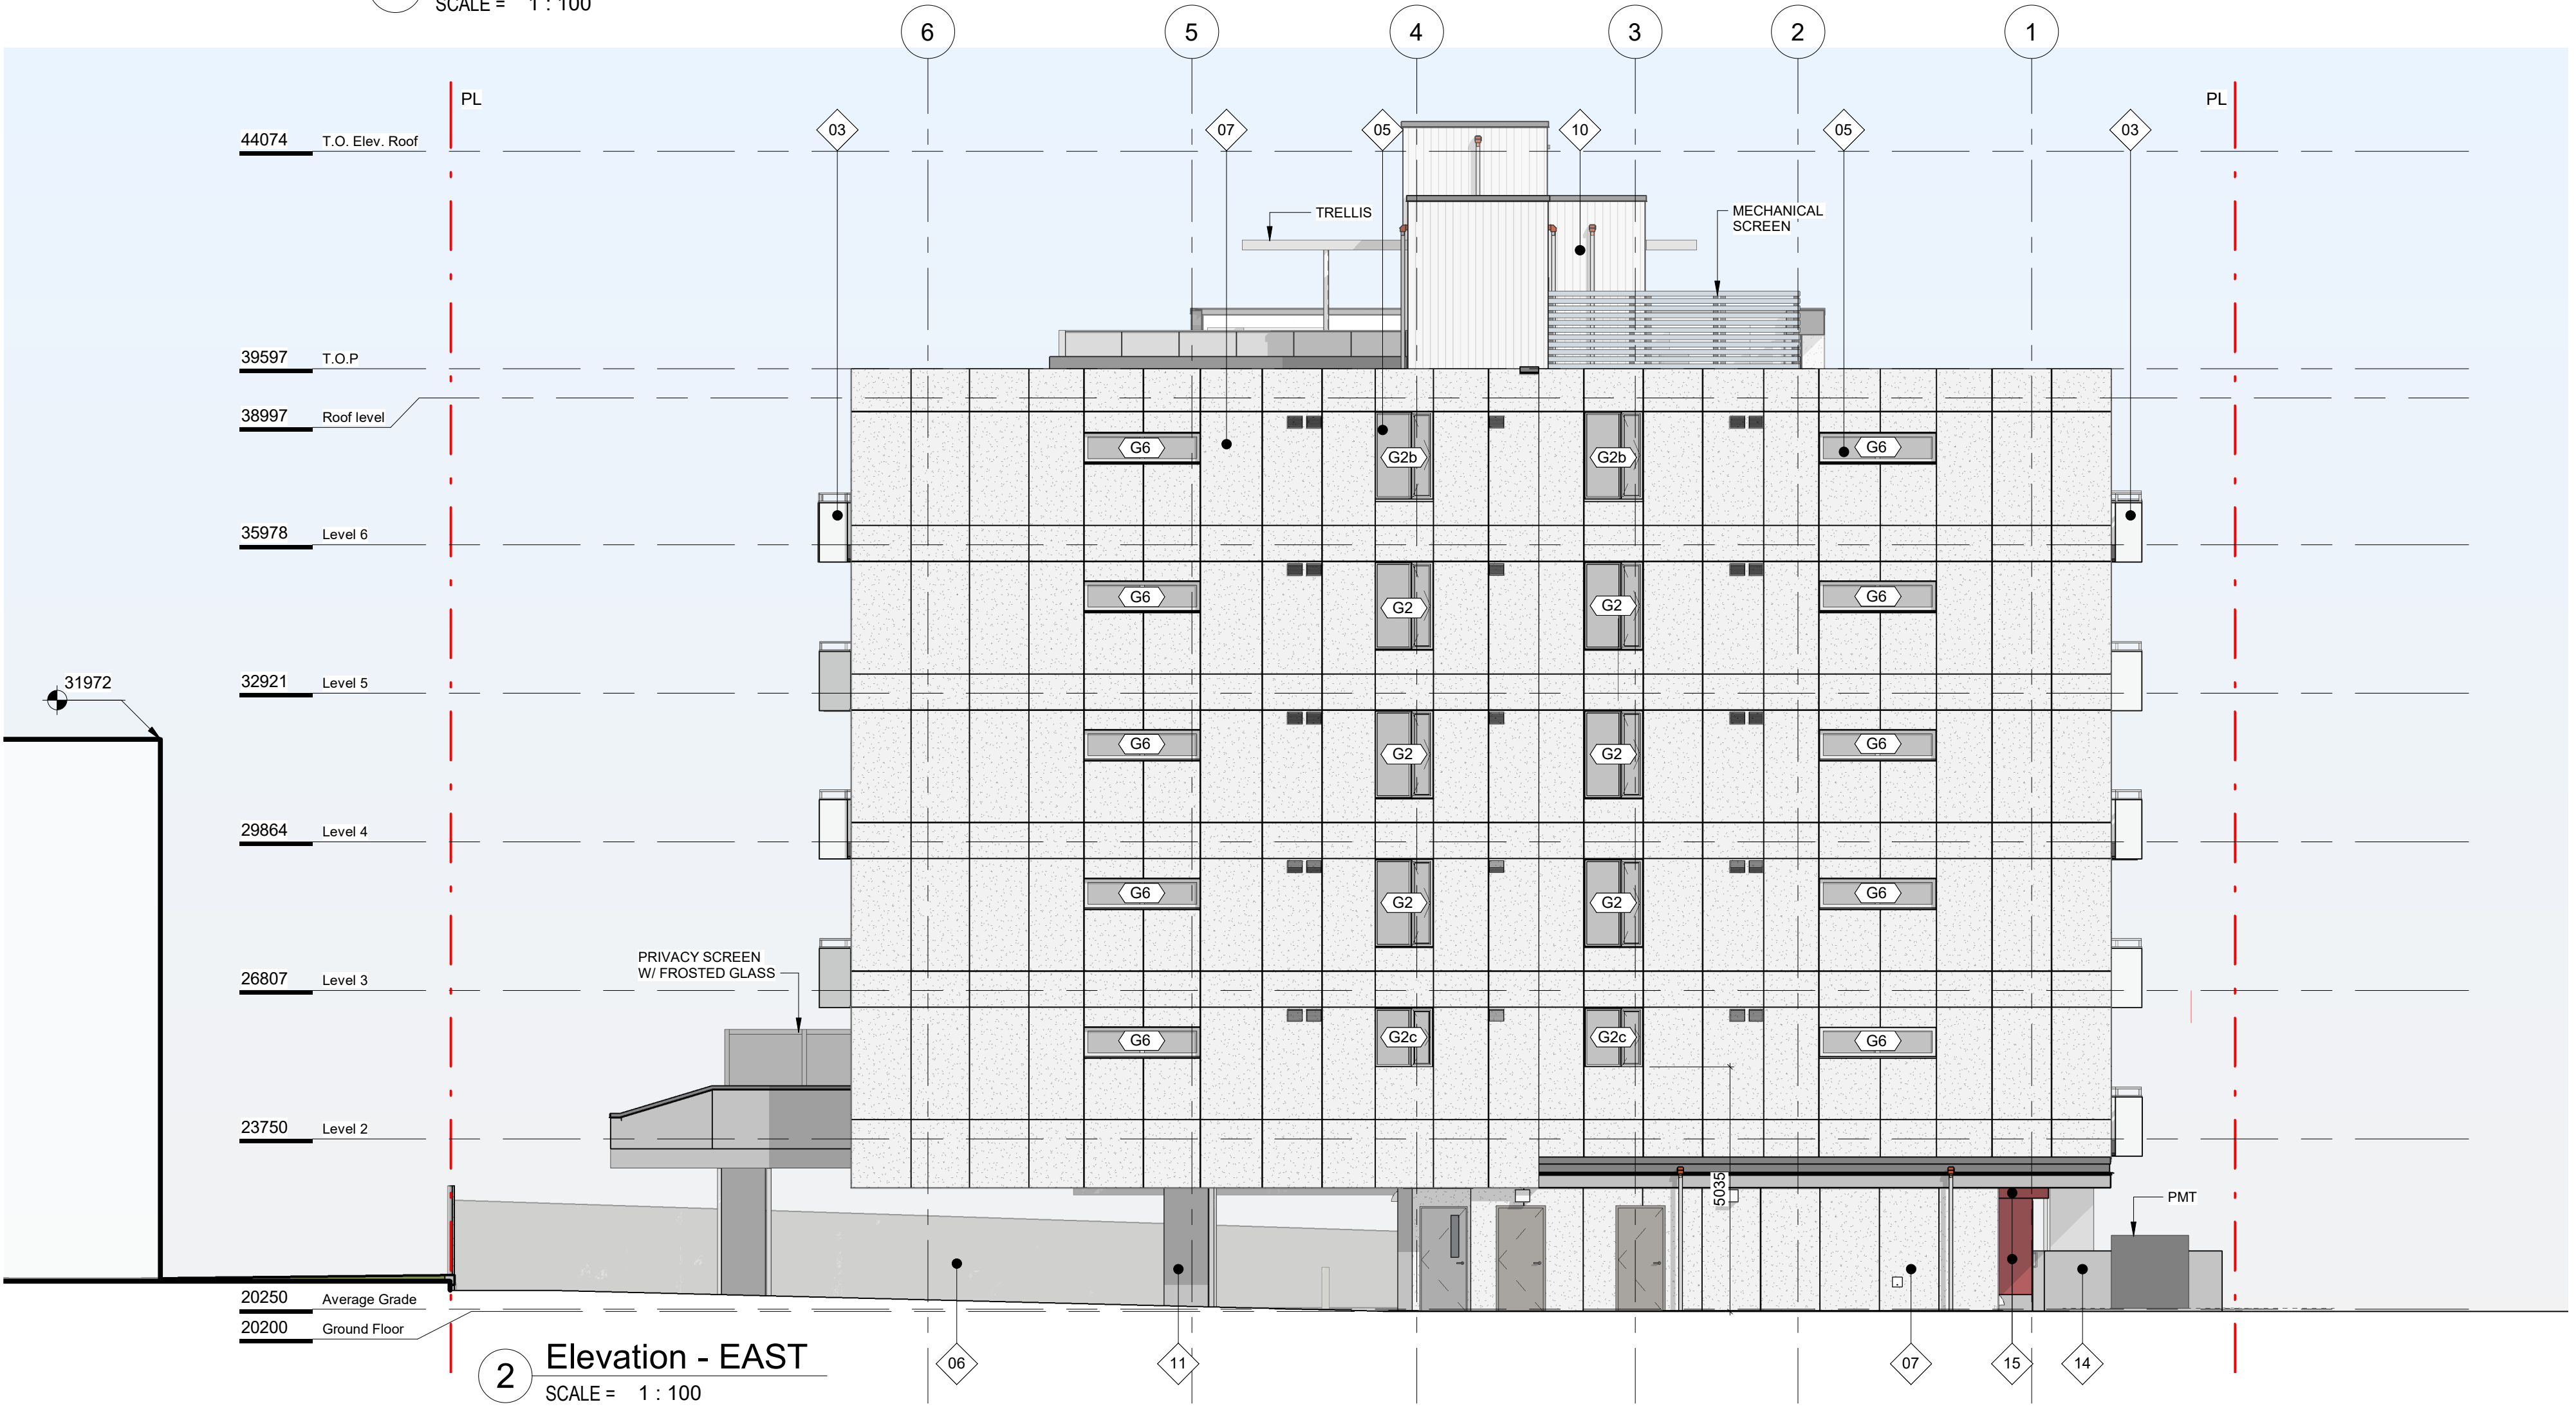 SCALE = 1 : 100
6 5 4 3 2 1
PL PL
03 07 05 10 05 03
44074 T.O. Elev. Roof
TRELLIS
MECHANICAL
SCREEN
39597 T.O.P
38997 Roof level
G6 G2b G2b G6
35978 Level 6
G6 G2 G2 G6
31972
32921 Level 5
G6 G2 G2 G6
29864 Level 4
G6 G2 G2 G6
PRIVACY SCREEN
W/ FROSTED GLASS
26807 Level 3
G6 G2c G2c G6
23750 Level 2
5035
PMT
20250 Average Grade
20200 Ground Floor
06 11 07 15 14
2 Elevation - EAST
SCALE = 1 : 100